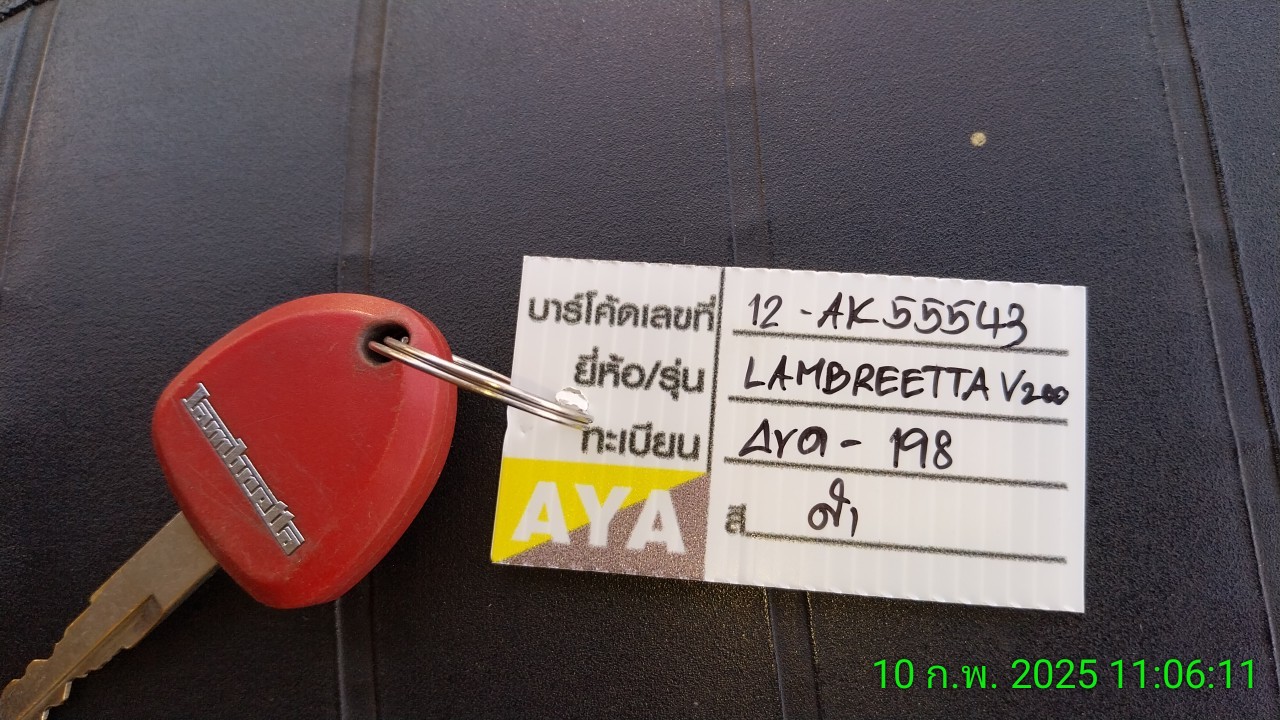 Lambretta
บาร์โค้ดเลขที่ 12 - AK55543
ยี่ห้อ/รุ่น LAMBREETTA V200
ทะเบียน - 198
สี ดำ
AYA
10 ก.พ. 2025 11:06:11